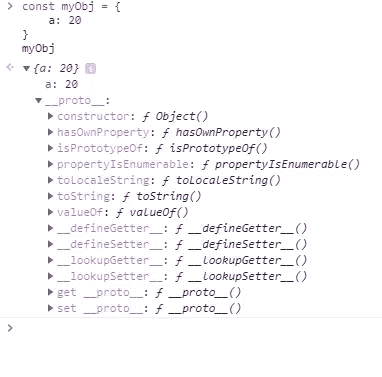 > const myObj = {
a: 20
}
myObj
{a: 20} i
a: 20
__proto__:
constructor: ƒ Object()
hasOwnProperty: ƒ hasOwnProperty()
isPrototypeOf: ƒ isPrototypeOf()
propertyIsEnumerable: ƒ propertyIsEnumerable()
toLocaleString: ƒ toLocaleString()
toString: ƒ toString()
valueOf: ƒ valueOf()
__defineGetter__: ƒ __defineGetter__()
__defineSetter__: ƒ __defineSetter__()
__lookupGetter__: ƒ __lookupGetter__()
__lookupSetter__: ƒ __lookupSetter__()
get __proto__: ƒ __proto__()
set __proto__: ƒ __proto__()
>